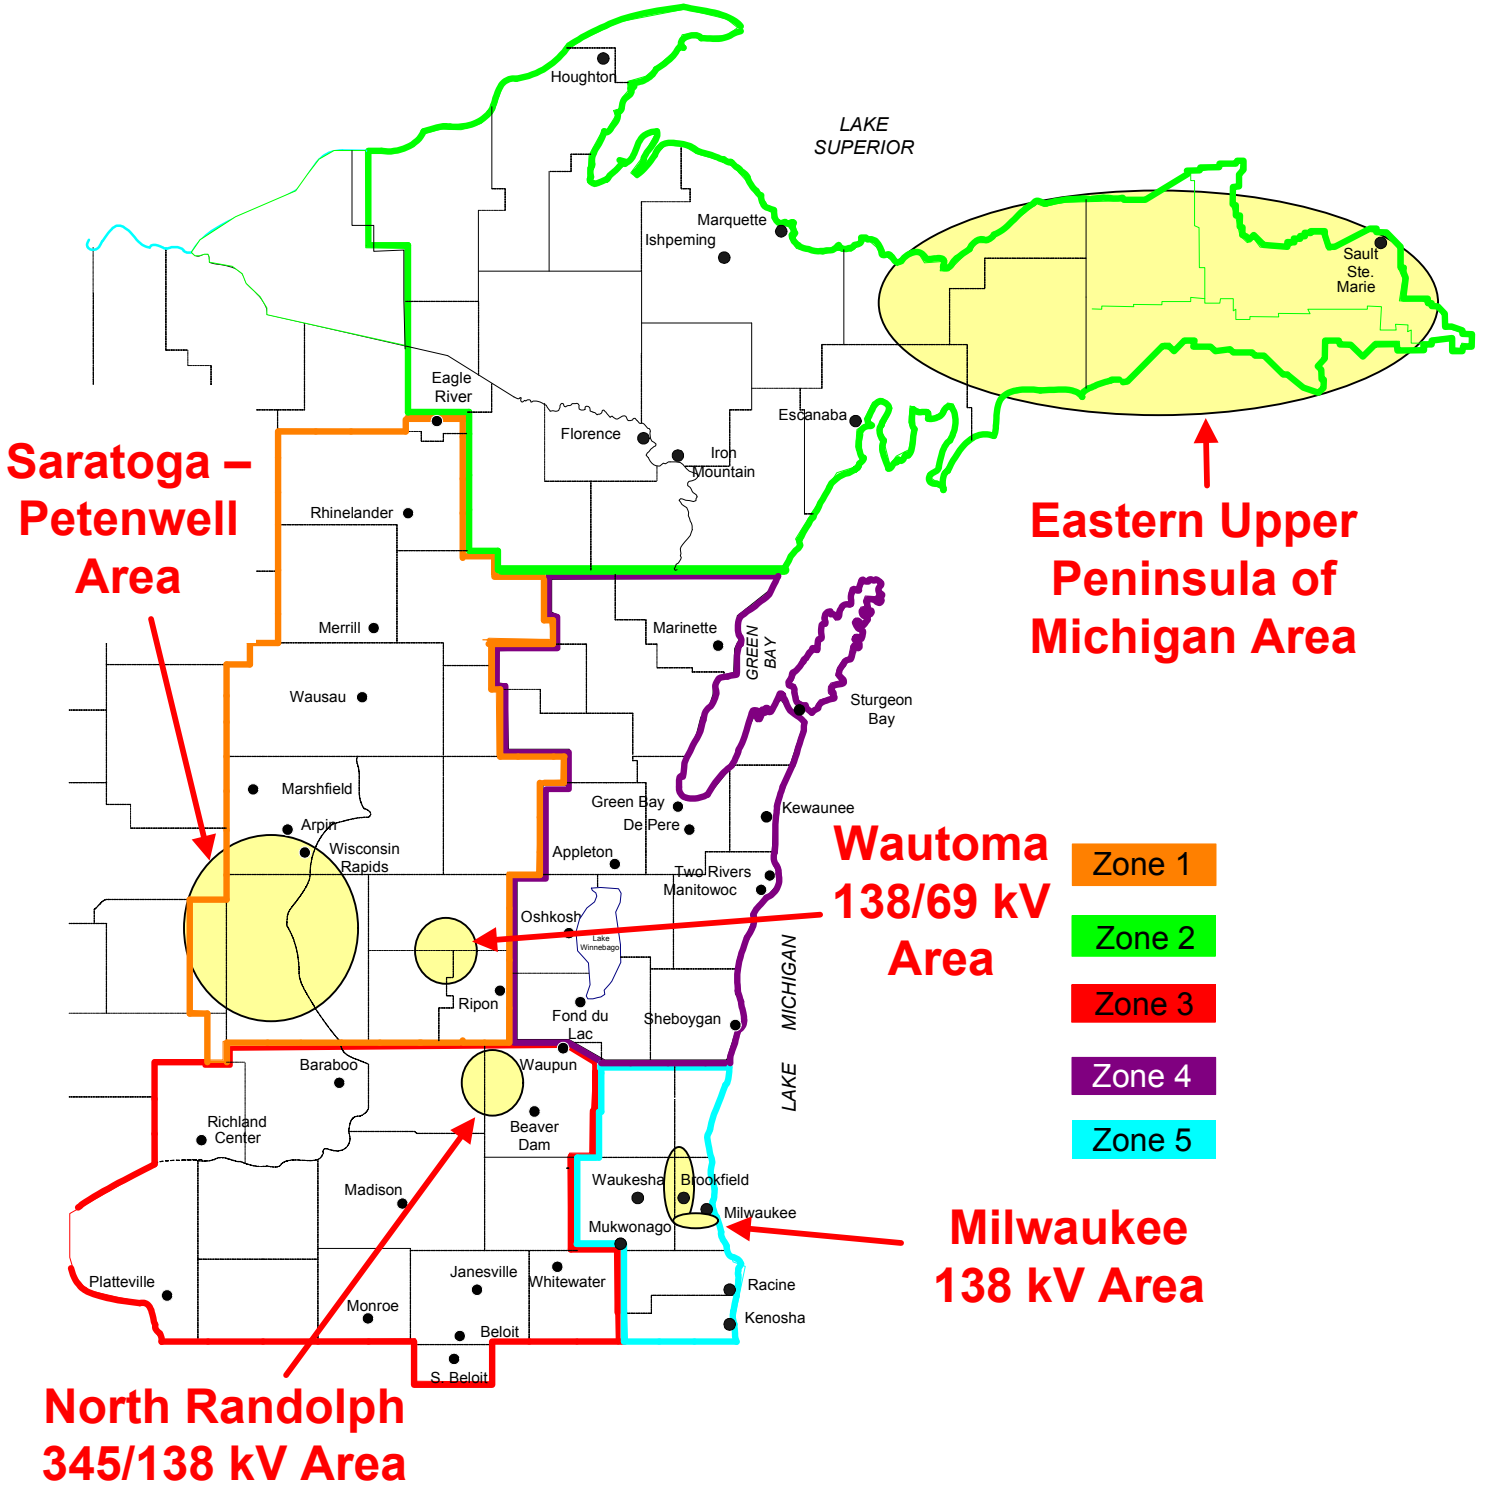 Houghton
LAKE
SUPERIOR
Marquette
Ishpeming
Sault
Ste.
Marie
Eagle
River
Escanaba
Florence
Iron
Mountain
Saratoga –
Petenwell
Area
Rhinelander
Eastern Upper
Peninsula of
Michigan Area
Merrill
Marinette
GREEN
BAY
Wausau
Sturgeon
Bay
Marshfield
Green Bay
Kewaunee
Arpin
De Pere
Wisconsin
Rapids
Appleton
Two Rivers
Manitowoc
Wautoma
138/69 kV
Area
Zone 1
Oshkosh
Lake
Winnebago
Zone 2
LAKE MICHIGAN
Ripon
Fond du
Lac
Sheboygan
Zone 3
Baraboo
Waupun
Zone 4
Richland
Center
Beaver
Dam
Zone 5
Madison
Waukesha
Brookfield
Milwaukee
Mukwonago
Milwaukee
138 kV Area
Platteville
Janesville
Whitewater
Racine
Monroe
Beloit
Kenosha
S. Beloit
North Randolph
345/138 kV Area